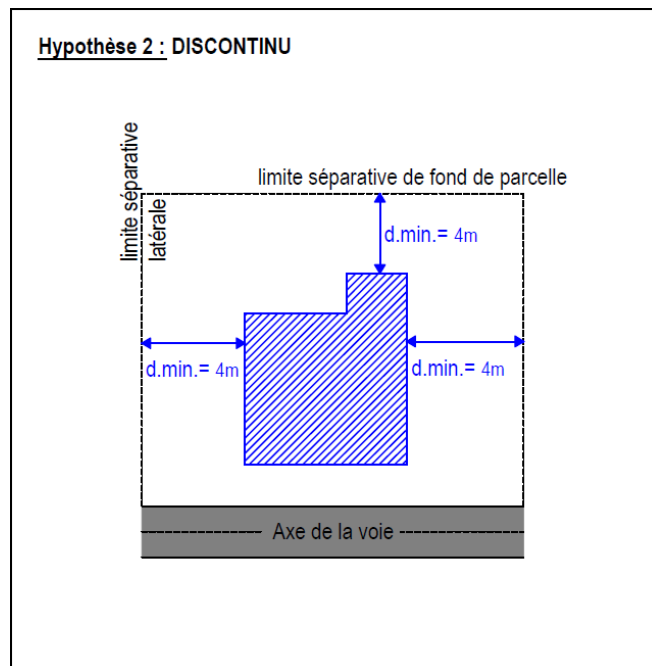 Hypothèse 2 : DISCONTINU
limite séparative de fond de parcelle
limite séparative
latérale
d.min.= 4m
d.min.= 4m
d.min.= 4m
Axe de la voie